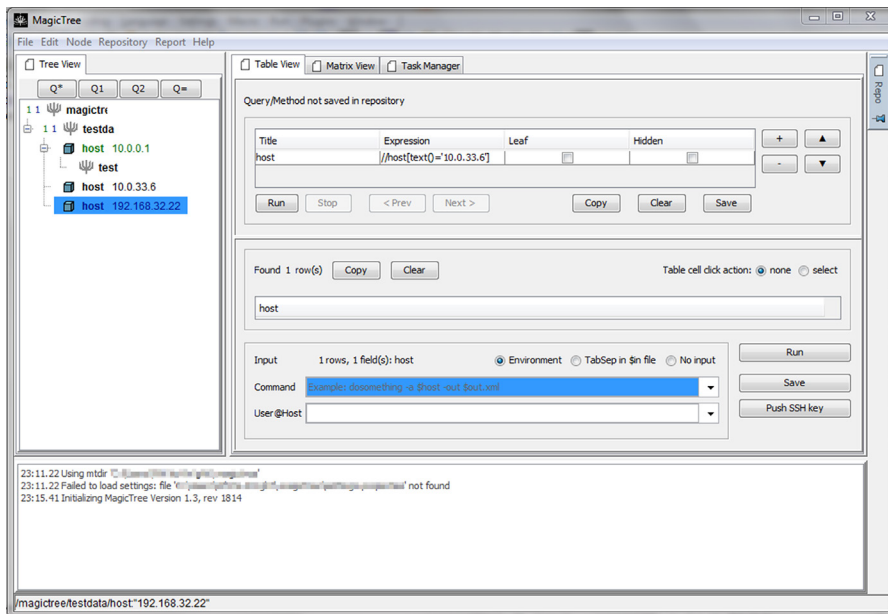 MagicTree
File Edit Node Repository Report Help
Tree View
Q* Q1 Q2 Q=
1 1 magictre
1 1 testda
host 10.0.0.1
test
host 10.0.33.6
host 192.168.32.22
Table View Matrix View Task Manager
Query/Method not saved in repository
Title Expression Leaf Hidden
host //host[text()='10.0.33.6']
+
-
Run Stop < Prev Next > Copy Clear Save
Found 1 row(s) Copy Clear Table cell click action: none select
host
Input 1 rows, 1 field(s): host Environment TabSep in $in file No input
Command Example: dosomething -a $host -out $out.xml
User@Host
Run
Save
Push SSH key
Repo
23:11.22 Using mtdir '
23:11.22 Failed to load settings: file ' ' not found
23:15.41 Initializing MagicTree Version 1.3, rev 1814
/magictree/testdata/host:"192.168.32.22"